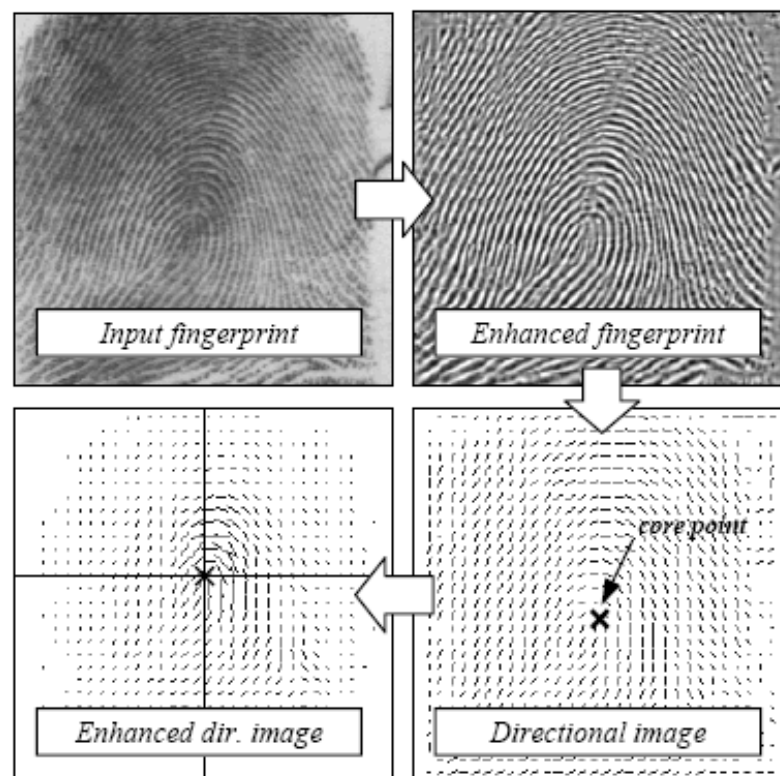 Input fingerprint
Enhanced fingerprint
core point
Enhanced dir. image
Directional image